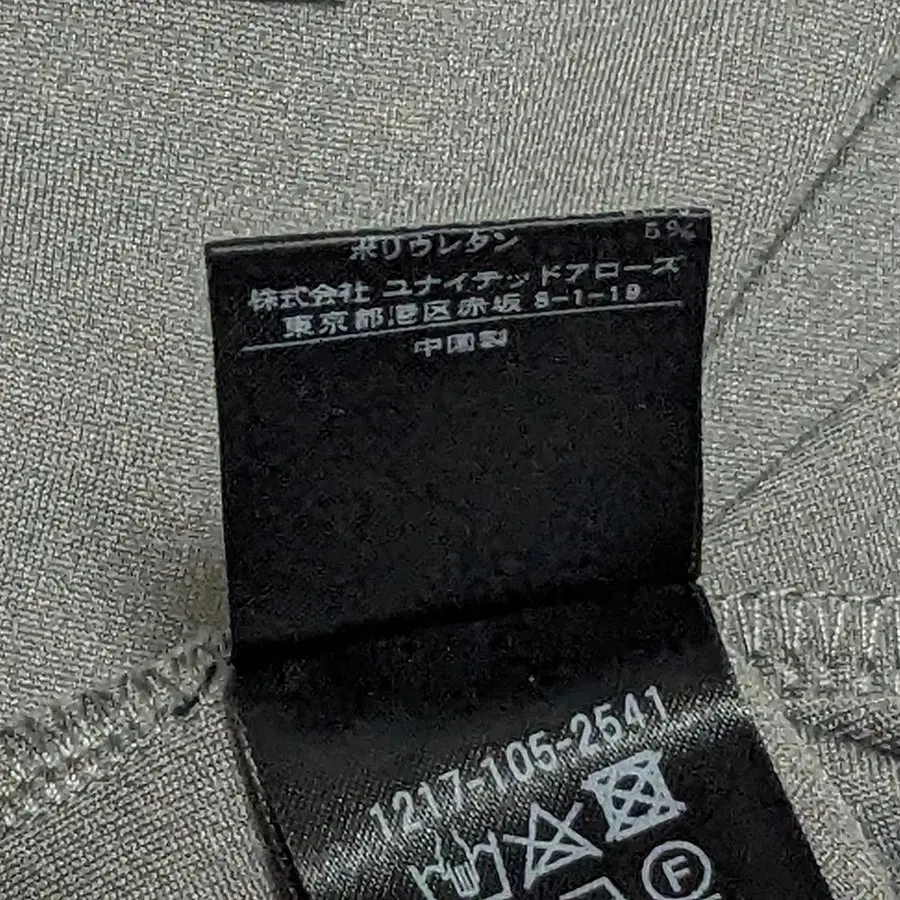 ポリウレタン 5%
株式会社 ユナイテッドアローズ
東京都港区赤坂 8-1-19
中国製
1217-105-2541
F